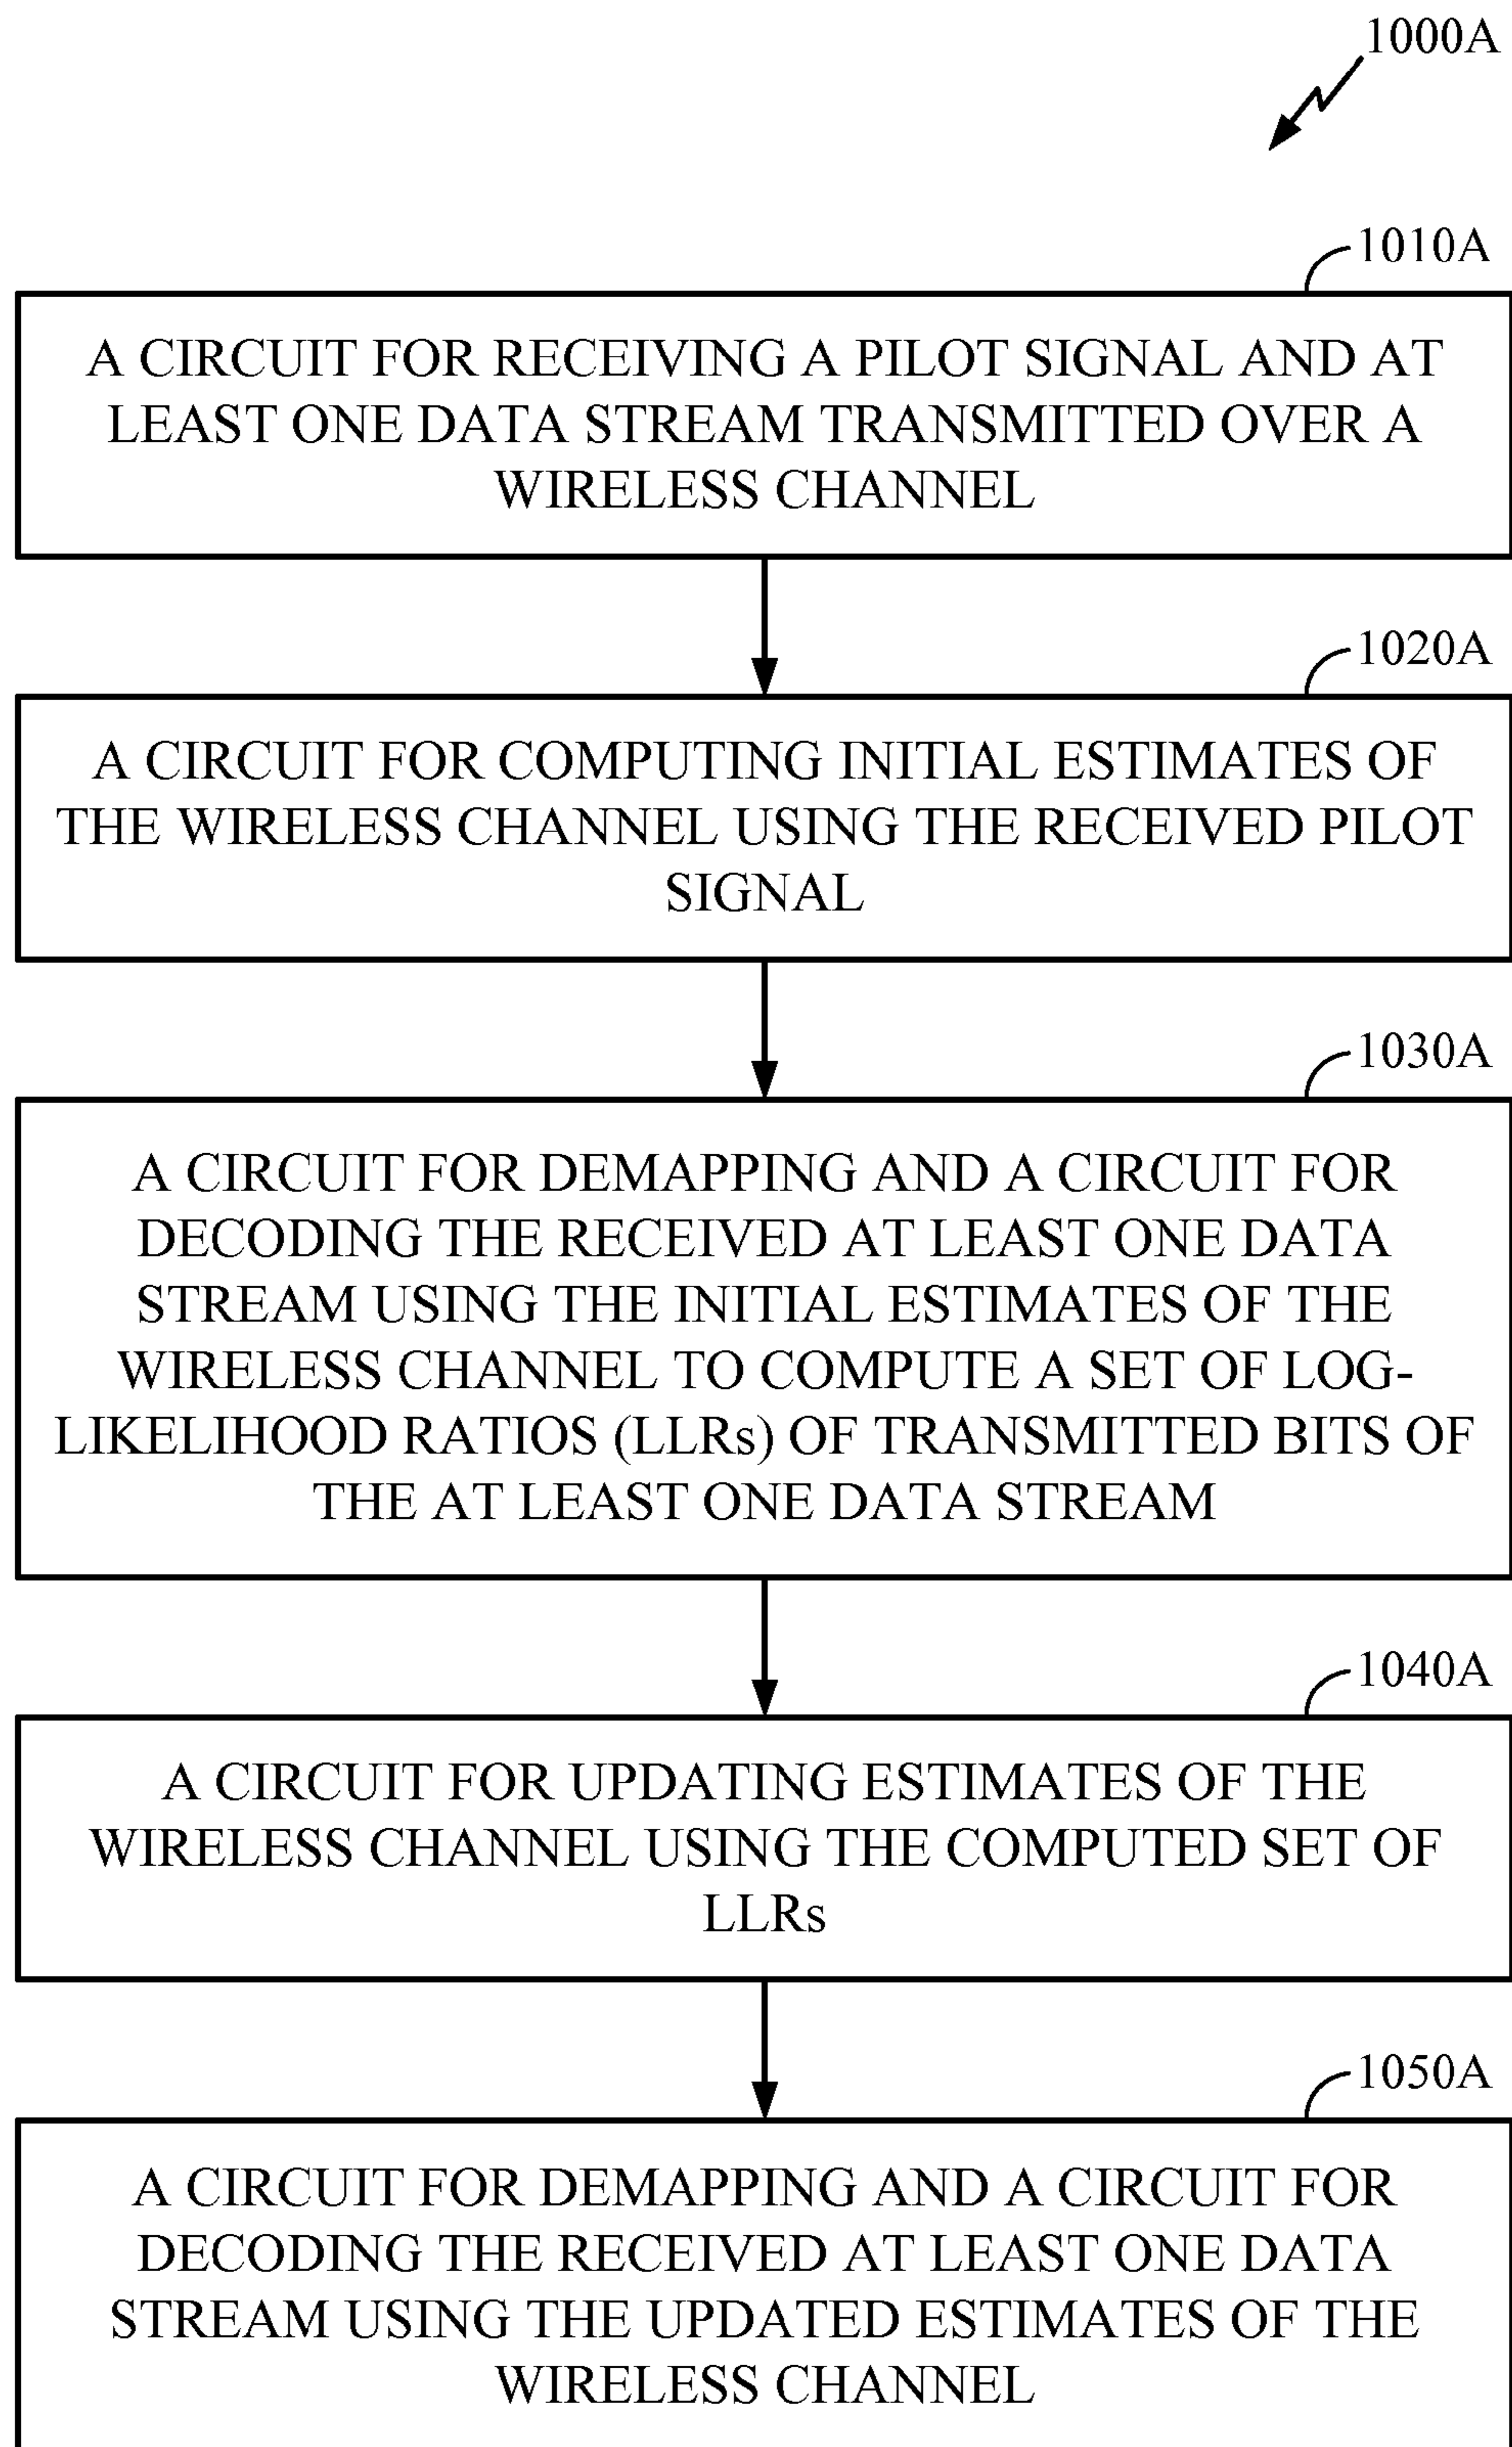 1000A
1010A
A CIRCUIT FOR RECEIVING A PILOT SIGNAL AND AT
LEAST ONE DATA STREAM TRANSMITTED OVER A
WIRELESS CHANNEL
1020A
A CIRCUIT FOR COMPUTING INITIAL ESTIMATES OF
THE WIRELESS CHANNEL USING THE RECEIVED PILOT
SIGNAL
1030A
A CIRCUIT FOR DEMAPPING AND A CIRCUIT FOR
DECODING THE RECEIVED AT LEAST ONE DATA
STREAM USING THE INITIAL ESTIMATES OF THE
WIRELESS CHANNEL TO COMPUTE A SET OF LOG-
LIKELIHOOD RATIOS (LLRs) OF TRANSMITTED BITS OF
THE AT LEAST ONE DATA STREAM
1040A
A CIRCUIT FOR UPDATING ESTIMATES OF THE
WIRELESS CHANNEL USING THE COMPUTED SET OF
LLRs
1050A
A CIRCUIT FOR DEMAPPING AND A CIRCUIT FOR
DECODING THE RECEIVED AT LEAST ONE DATA
STREAM USING THE UPDATED ESTIMATES OF THE
WIRELESS CHANNEL